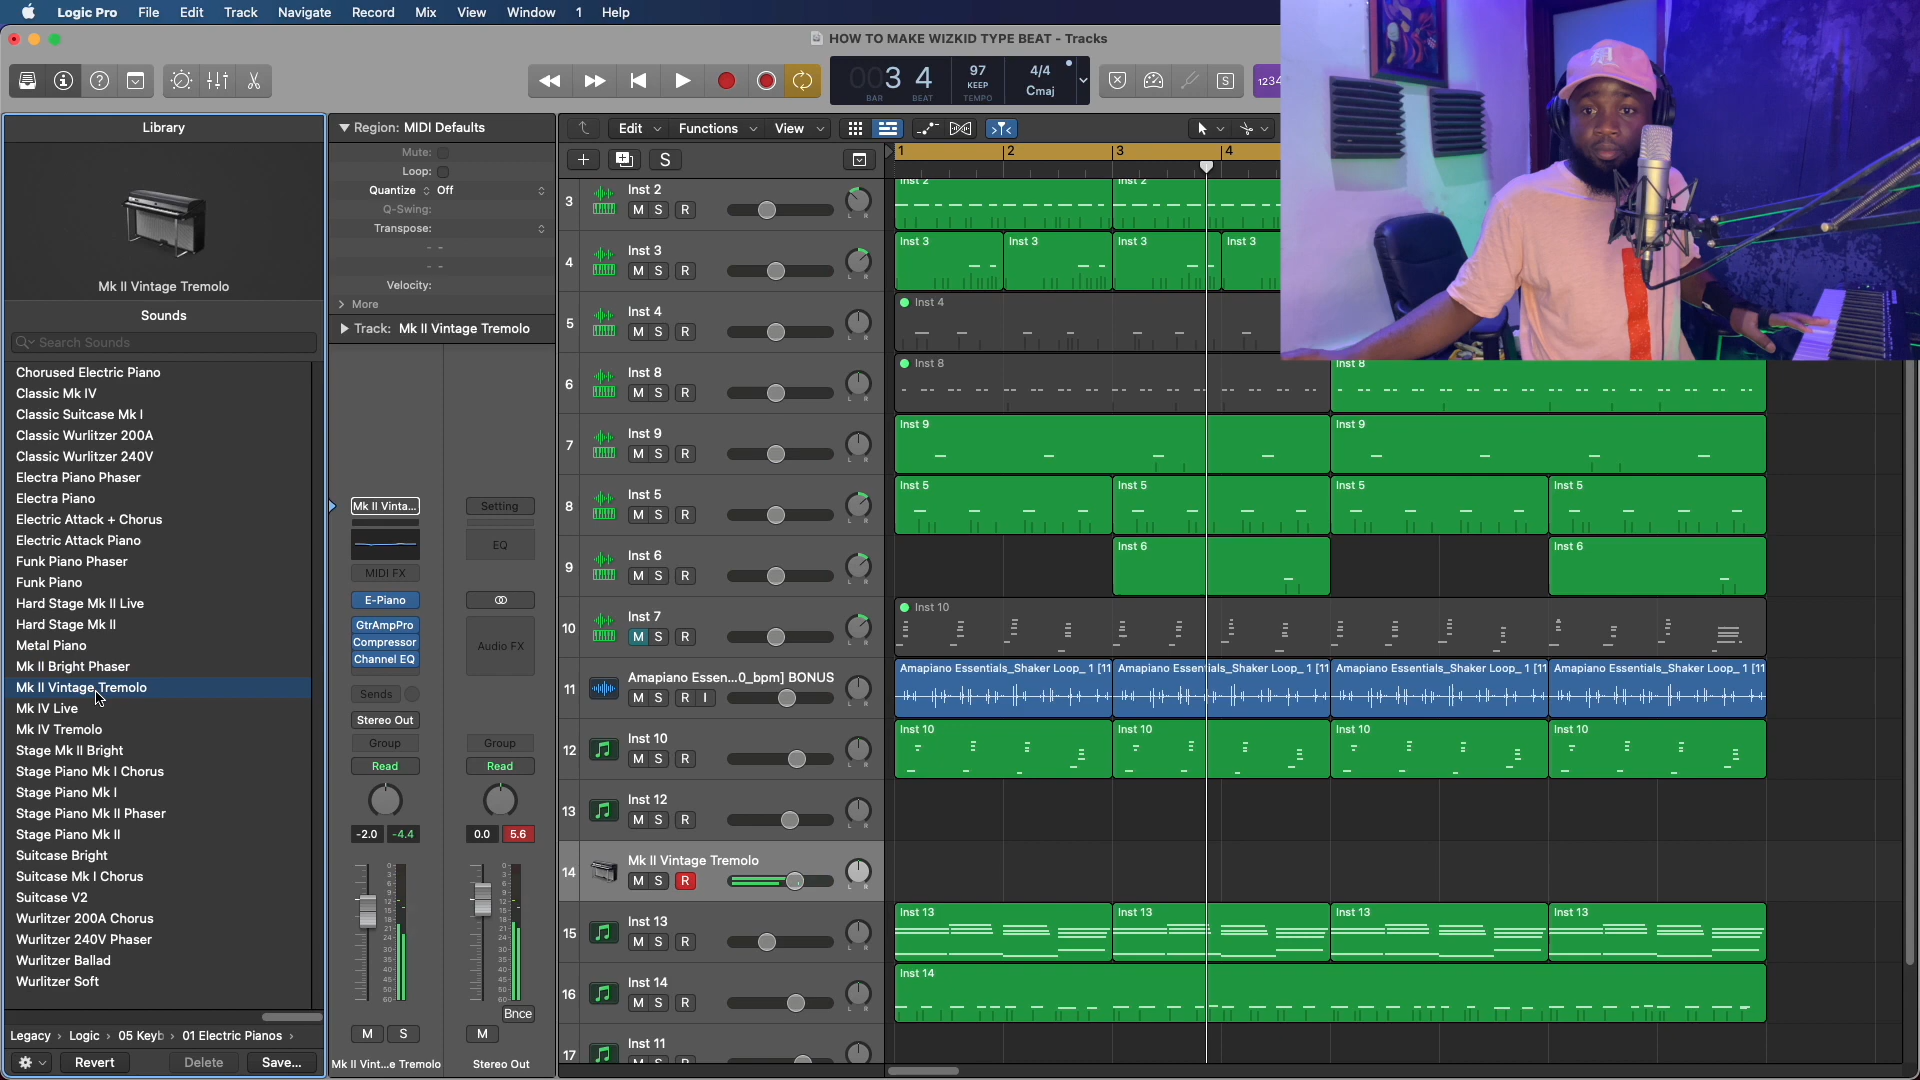 Logic Pro File Edit Track Navigate Record Mix View Window 1 Help
HOW TO MAKE WIZKID TYPE BEAT - Tracks
003 4
BAR BEAT
97
KEEP
TEMPO
4/4
Cmaj
S
1234
Library
Mk II Vintage Tremolo
Sounds
Search Sounds
Chorused Electric Piano
Classic Mk IV
Classic Suitcase Mk I
Classic Wurlitzer 200A
Classic Wurlitzer 240V
Electra Piano Phaser
Electra Piano
Electric Attack + Chorus
Electric Attack Piano
Funk Piano Phaser
Funk Piano
Hard Stage Mk II Live
Hard Stage Mk II
Metal Piano
Mk II Bright Phaser
Mk II Vintage Tremolo
Mk IV Live
Mk IV Tremolo
Stage Mk II Bright
Stage Piano Mk I Chorus
Stage Piano Mk I
Stage Piano Mk II Phaser
Stage Piano Mk II
Suitcase Bright
Suitcase Mk I Chorus
Suitcase V2
Wurlitzer 200A Chorus
Wurlitzer 240V Phaser
Wurlitzer Ballad
Wurlitzer Soft
Legacy › Logic › 05 Keyb › 01 Electric Pianos ›
Revert Delete Save...
Region: MIDI Defaults
Mute:
Loop:
Quantize Off
Q-Swing:
Transpose:
- -
- -
Velocity:
More
Track: Mk II Vintage Tremolo
Mk II Vinta... Setting
EQ
MIDI FX
E-Piano
GtrAmpPro
Compressor
Channel EQ
Audio FX
Sends
Stereo Out
Group Group
Read Read
-2.0 -4.4 0.0 5.6
Bnce
M S M
Mk II Vint...e Tremolo Stereo Out
Edit Functions View
S
1 2 3 4
3 Inst 2
M S R
4 Inst 3
M S R
5 Inst 4
M S R
6 Inst 8
M S R
7 Inst 9
M S R
8 Inst 5
M S R
9 Inst 6
M S R
10 Inst 7
M S R
11 Amapiano Essen...0_bpm] BONUS
M S R I
12 Inst 10
M S R
13 Inst 12
M S R
14 Mk II Vintage Tremolo
M S R
15 Inst 13
M S R
16 Inst 14
M S R
17 Inst 11
M S R
Inst 2 Inst 2
Inst 3 Inst 3 Inst 3 Inst 3
Inst 4
Inst 8 Inst 8
Inst 9 Inst 9
Inst 5 Inst 5 Inst 5 Inst 5
Inst 6 Inst 6
Inst 10
Amapiano Essentials_Shaker Loop_ 1 [11 Amapiano Essentials_Shaker Loop_ 1 [11 Amapiano Essentials_Shaker Loop_ 1 [11 Amapiano Essentials_Shaker Loop_ 1 [11
Inst 10 Inst 10 Inst 10 Inst 10
Inst 13 Inst 13 Inst 13 Inst 13
Inst 14